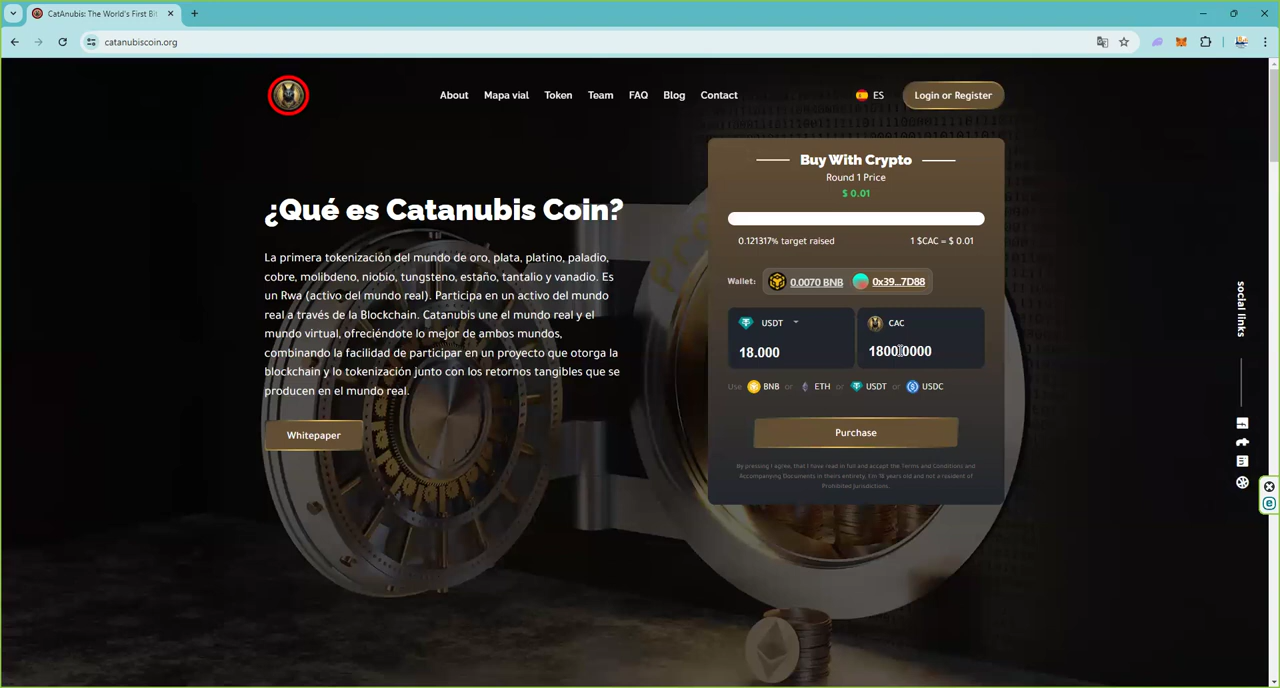 CatAnubis: The World's First Bi
catanubiscoin.org
About Mapa vial Token Team FAQ Blog Contact
ES
Login or Register
¿Qué es Catanubis Coin?
La primera tokenización del mundo de oro, plata, platino, paladio,
cobre, molibdeno, niobio, tungsteno, estaño, tantalio y vanadio. Es
un Rwa (activo del mundo real). Participa en un activo del mundo
real a través de la Blockchain. Catanubis une el mundo real y el
mundo virtual, ofreciéndote lo mejor de ambos mundos,
combinando la facilidad de participar en un proyecto que otorga la
blockchain y lo tokenización junto con los retornos tangibles que se
producen en el mundo real.
Whitepaper
Buy With Crypto
Round 1 Price
$ 0.01
0.121317% target raised 1 $CAC = $ 0.01
Wallet: 0.0070 BNB 0x39...7D88
USDT CAC
18.000 1800.0000
Use BNB or ETH or USDT or USDC
Purchase
By pressing I agree, that I have read in full and accept the Terms and Conditions and
Accompanying Documents in theirs entirety, I m 18 years old and not a resident of
Prohibited Jurisdictions.
social links